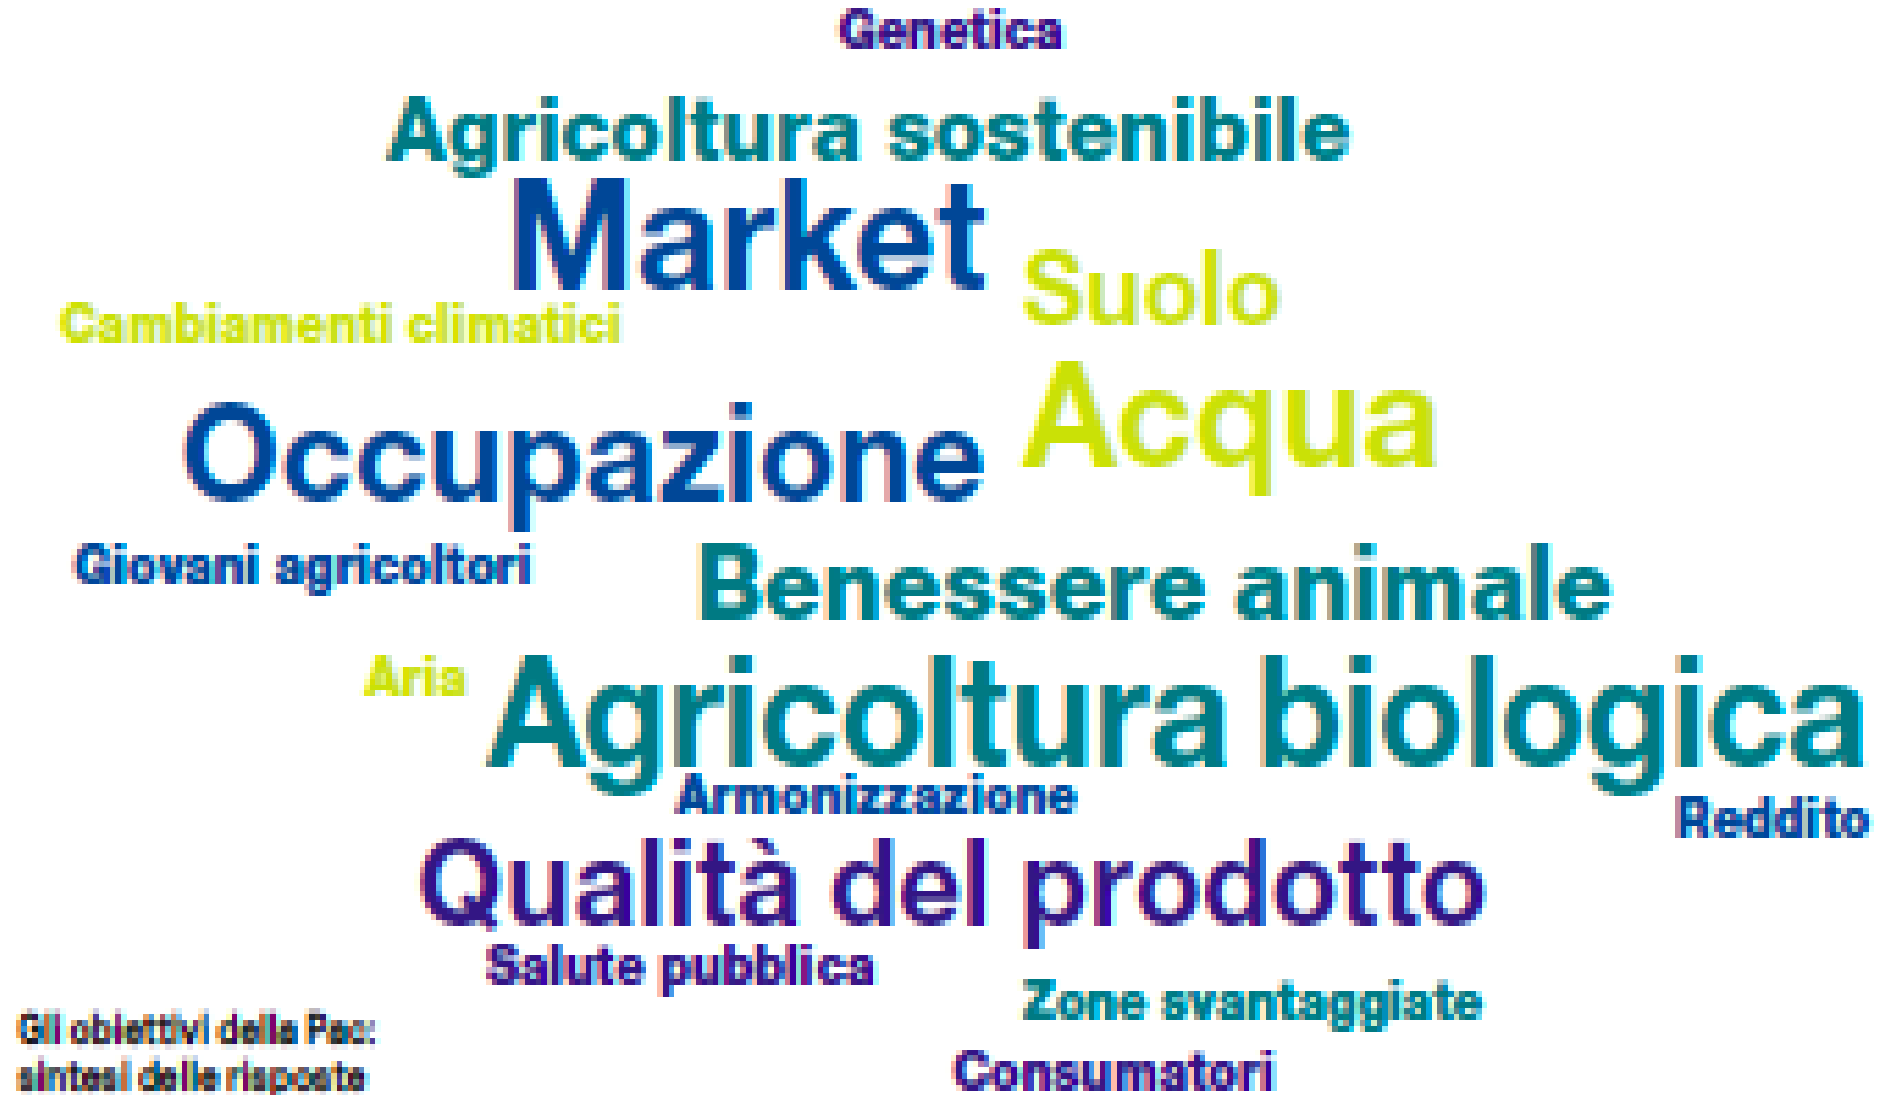 Genetica
Agricoltura sostenibile
Market
Suolo
Cambiamenti climatici
Acqua
Occupazione
Giovani agricoltori
Benessere animale
Aria
Agricoltura biologica
Armonizzazione
Reddito
Qualità del prodotto
Salute pubblica
Zone svantaggiate
Gli obiettivi della Pac:
sintesi delle risposte
Consumatori